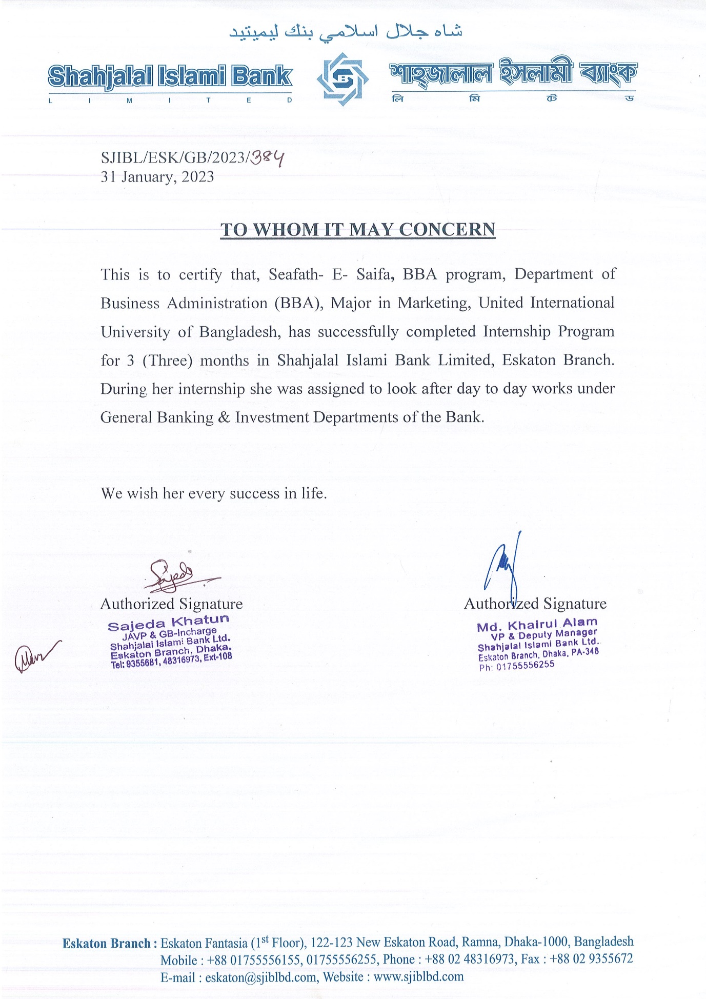 شاه جلال اسلامي بنك ليميتيد
Shahjalal Islami Bank
LIMITED
শাহ্‌জালাল ইসলামী ব্যাংক
লিমিটেড
SJIBL/ESK/GB/2023/384
31 January, 2023
TO WHOM IT MAY CONCERN
This is to certify that, Seafath- E- Saifa, BBA program, Department of
Business Administration (BBA), Major in Marketing, United International
University of Bangladesh, has successfully completed Internship Program
for 3 (Three) months in Shahjalal Islami Bank Limited, Eskaton Branch.
During her internship she was assigned to look after day to day works under
General Banking & Investment Departments of the Bank.
We wish her every success in life.
Sajeda
Authorized Signature
Sajeda Khatun
JAVP & GB-Incharge
Shahjalal Islami Bank Ltd.
Eskaton Branch, Dhaka.
Tel: 9355681, 48316973, Ext-108
Authorized Signature
Md. Khairul Alam
VP & Deputy Manager
Shahjalal Islami Bank Ltd.
Eskaton Branch, Dhaka, PA-348
Ph: 01755556255
Eskaton Branch : Eskaton Fantasia (1st Floor), 122-123 New Eskaton Road, Ramna, Dhaka-1000, Bangladesh
Mobile : +88 01755556155, 01755556255, Phone : +88 02 48316973, Fax : +88 02 9355672
E-mail : eskaton@sjiblbd.com, Website : www.sjiblbd.com